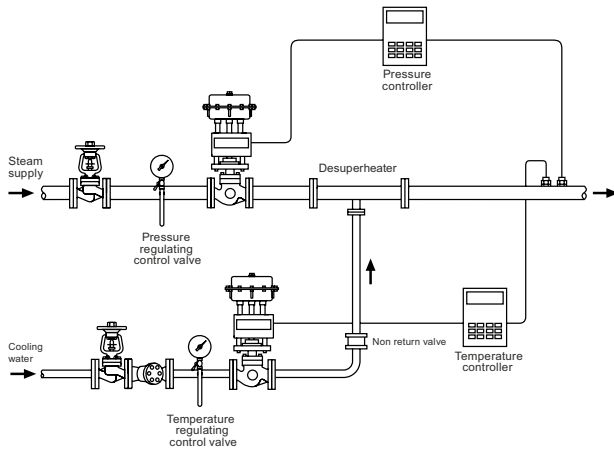 Pressure
controller
Steam
supply
Desuperheater
Pressure
regulating
control valve
Cooling
water
Non return valve
Temperature
controller
Temperature
regulating
control valve